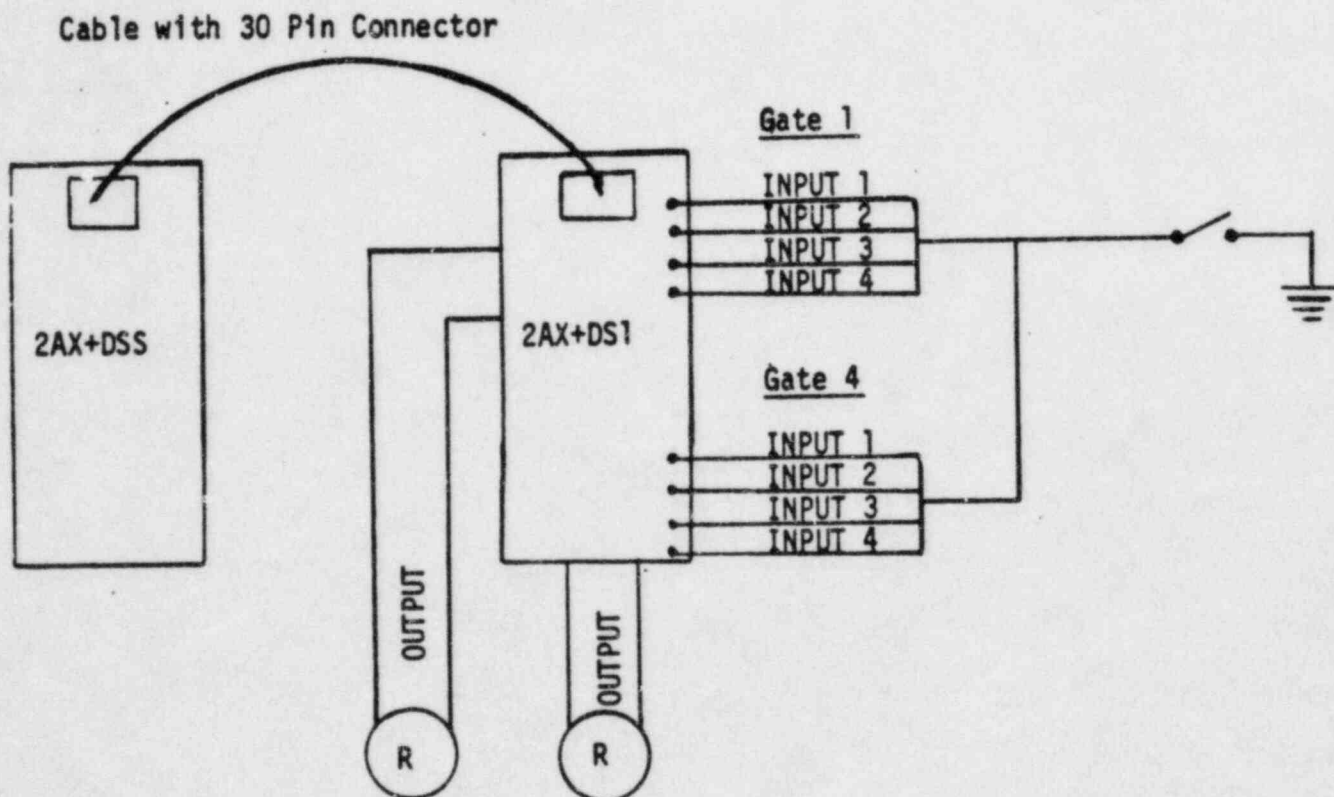 Cable with 30 Pin Connector
Gate 1
INPUT 1
INPUT 2
INPUT 3
INPUT 4
2AX+DSS
2AX+DS1
Gate 4
INPUT 1
INPUT 2
INPUT 3
INPUT 4
OUTPUT
OUTPUT
R
R